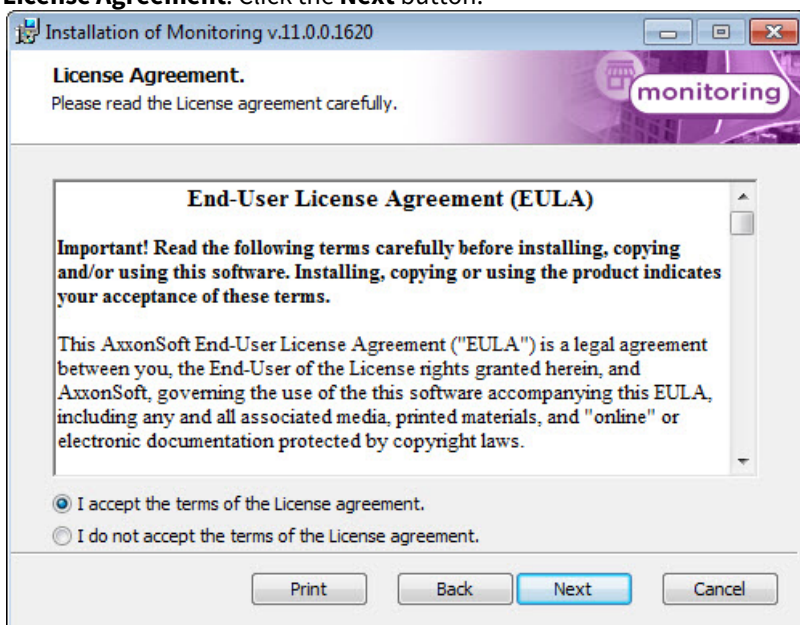 License Agreement. Click the Next button.
Installation of Monitoring v.11.0.0.1620
License Agreement.
Please read the License agreement carefully.
monitoring
End-User License Agreement (EULA)
Important! Read the following terms carefully before installing, copying
and/or using this software. Installing, copying or using the product indicates
your acceptance of these terms.
This AxxonSoft End-User License Agreement ("EULA") is a legal agreement
between you, the End-User of the License rights granted herein, and
AxxonSoft, governing the use of the this software accompanying this EULA,
including any and all associated media, printed materials, and "online" or
electronic documentation protected by copyright laws.
I accept the terms of the License agreement.
I do not accept the terms of the License agreement.
Print Back Next Cancel